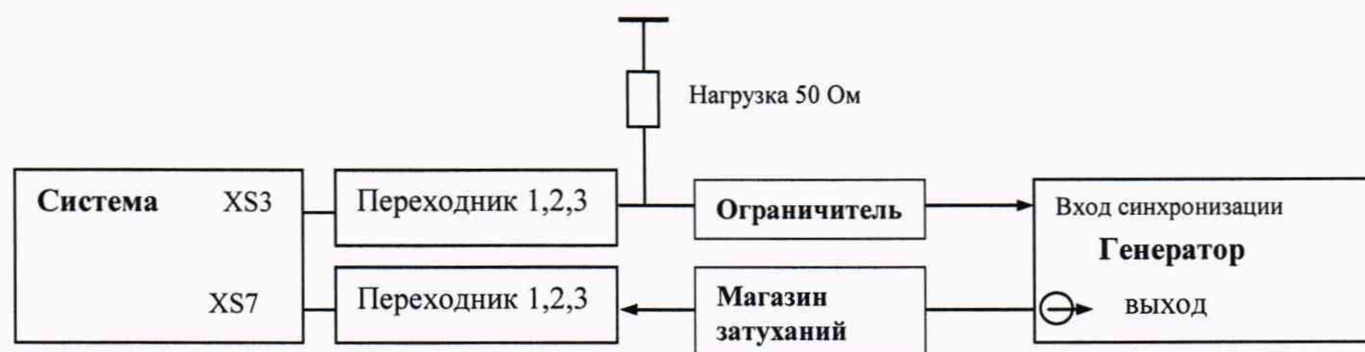 Нагрузка 50 Ом
Система XS3
Переходник 1,2,3
Ограничитель
Вход синхронизации
Генератор
XS7
Переходник 1,2,3
Магазин
затуханий
выход